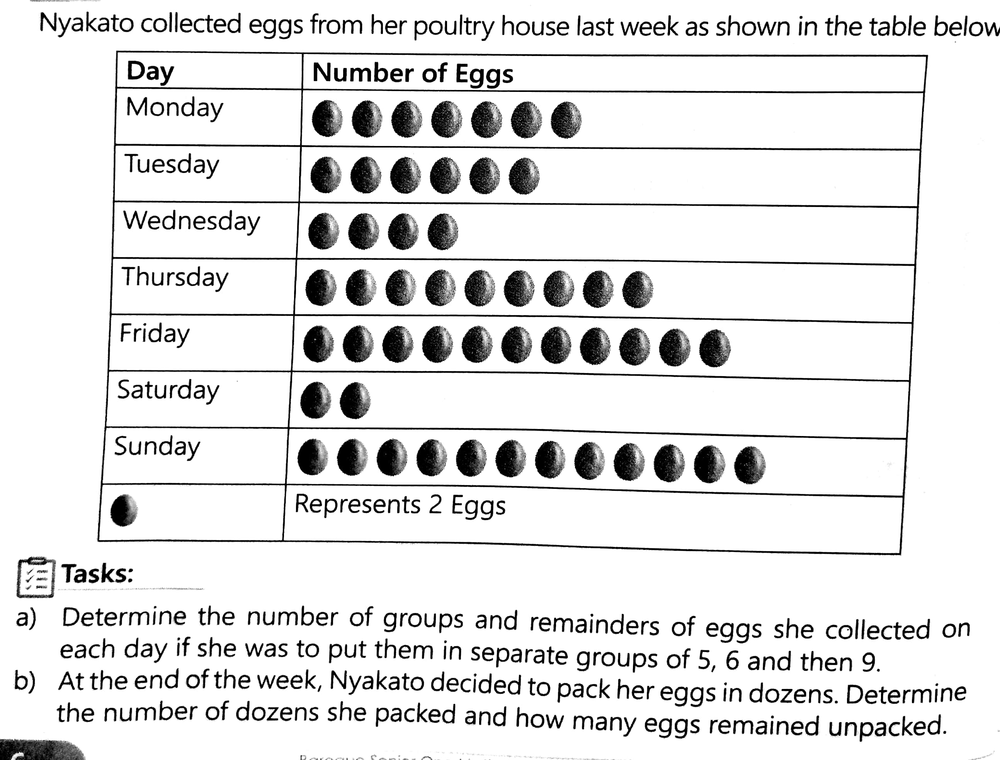 Nyakato collected eggs from her poultry house last week as shown in the table below
Day Number of Eggs
Monday
Tuesday
Wednesday
Thursday
Friday
Saturday
Sunday
Represents 2 Eggs
Tasks:
a) Determine the number of groups and remainders of eggs she collected on
each day if she was to put them in separate groups of 5, 6 and then 9.
b) At the end of the week, Nyakato decided to pack her eggs in dozens. Determine
the number of dozens she packed and how many eggs remained unpacked.